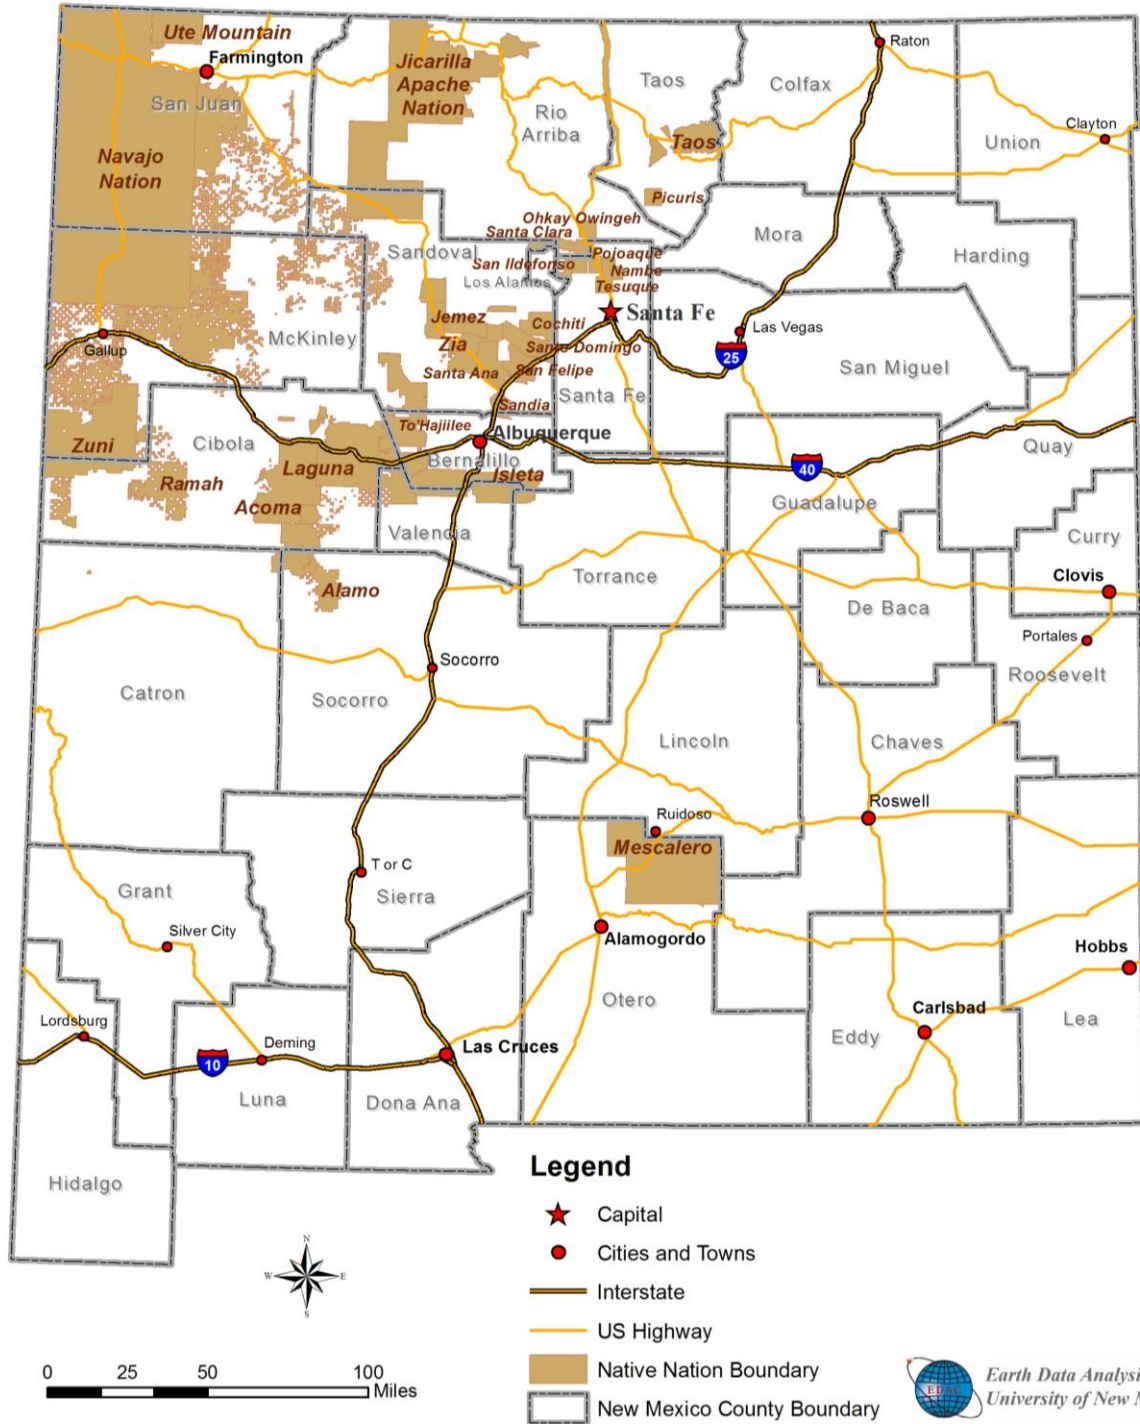 Ute Mountain
Farmington
San Juan
Jicarilla
Apache
Nation
Rio
Arriba
Taos
Colfax
Raton
Union
Clayton
Navajo
Nation
Taos
Picuris
Ohkay Owingeh
Santa Clara
Sandoval
Pojoaque
San Ildefonso
Nambe
Los Alamos
Tesuque
Mora
Harding
Santa Fe
Las Vegas
McKinley
Gallup
Jemez
Cochiti
Zia
Santo Domingo
Santa Ana
San Felipe
25
San Miguel
Santa Fe
Sandia
To'Hajiilee
Albuquerque
Bernalillo
Zuni
Cibola
Laguna
Isleta
40
Quay
Ramah
Acoma
Guadalupe
Valencia
Curry
Alamo
Torrance
Clovis
De Baca
Portales
Roosevelt
Socorro
Catron
Socorro
Lincoln
Chaves
Roswell
Ruidoso
Mescalero
T or C
Grant
Sierra
Silver City
Alamogordo
Hobbs
Otero
Lordsburg
Carlsbad
Lea
Eddy
Deming
Las Cruces
10
Luna
Dona Ana
Hidalgo
Legend
Capital
Cities and Towns
Interstate
US Highway
Native Nation Boundary
New Mexico County Boundary
N
W E
S
0 25 50 100
Miles
EDAC
Earth Data Analysi
University of New M